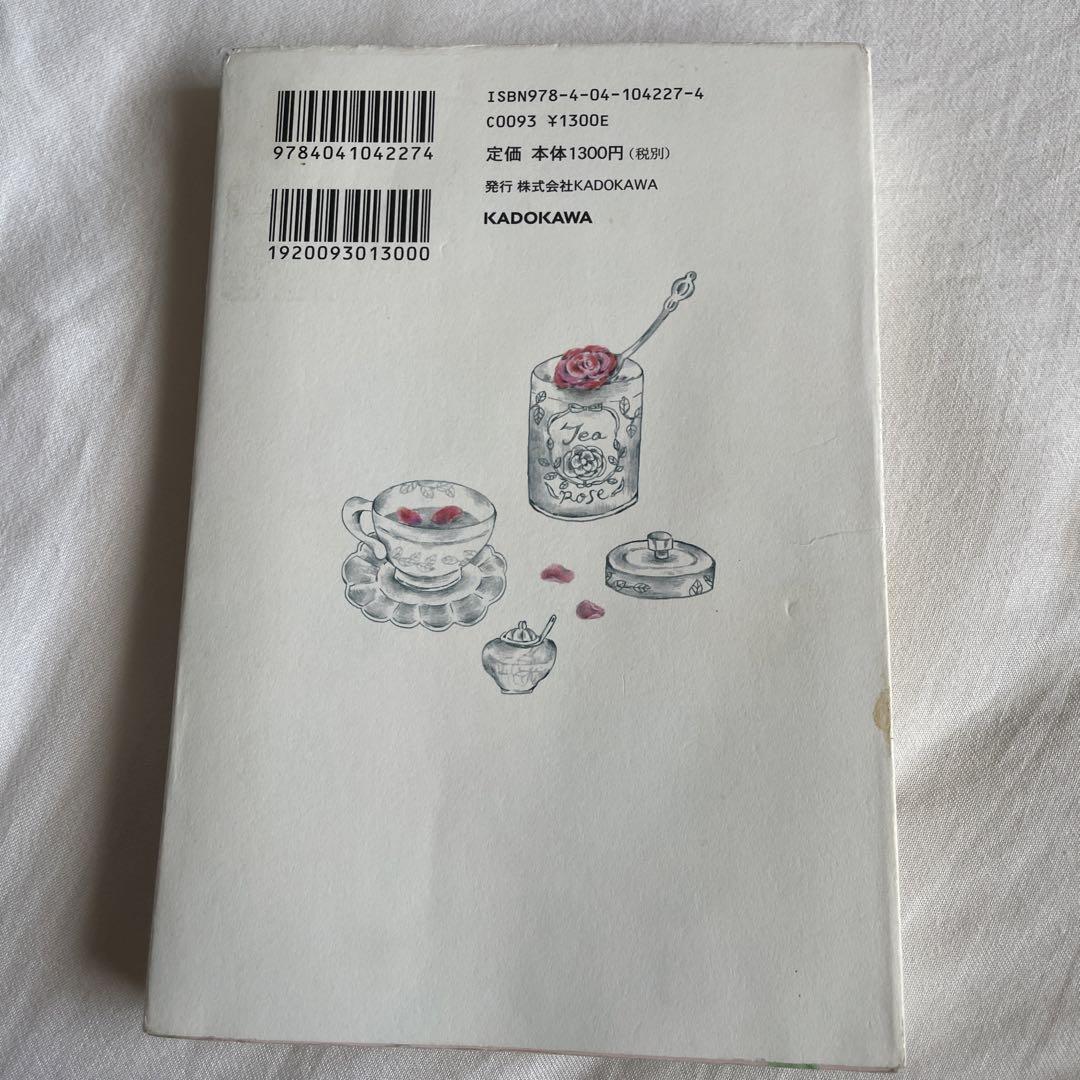 ISBN978-4-04-104227-4
C0093 ¥1300E
定価 本体1300円(税別)
発行 株式会社KADOKAWA
KADOKAWA
9784041042274
1920093013000
Tea
Rose